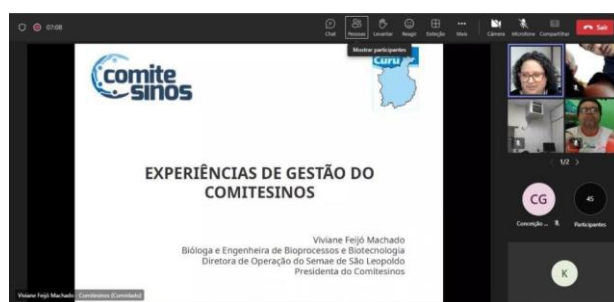 07:08
Chat Pessoas Levantar Reagir Exibição Mais Câmera Microfone Compartilhar Sair
Mostrar participantes
comite
sinos
Curu
EXPERIÊNCIAS DE GESTÃO DO
COMITESINOS
Viviane Feijó Machado
Bióloga e Engenheira de Bioprocessos e Biotecnologia
Diretora de Operação do Semae de São Leopoldo
Presidenta do Comitesinos
Viviane Feijó Machado - Comitesinos (Convidado)
1/2
CG
45
Conceição ...
Participantes
K